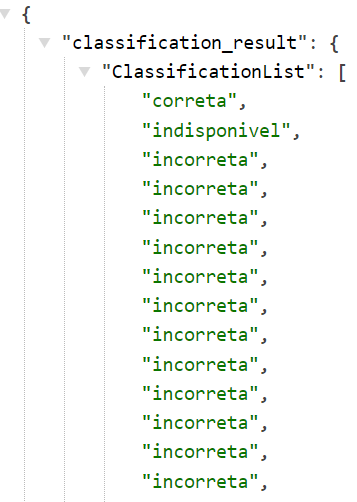 {
"classification_result": {
"ClassificationList": [
"correta",
"indisponivel",
"incorreta",
"incorreta",
"incorreta",
"incorreta",
"incorreta",
"incorreta",
"incorreta",
"incorreta",
"incorreta",
"incorreta",
"incorreta",
"incorreta",